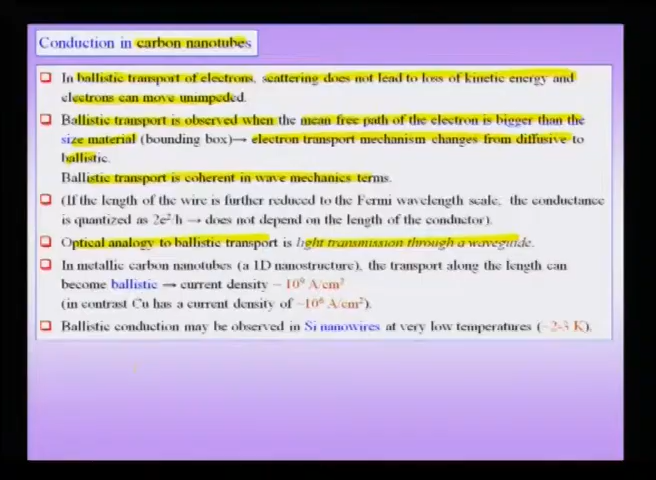 Conduction in carbon nanotubes
In ballistic transport of electrons, scattering does not lead to loss of kinetic energy and
electrons can move unimpeded.
Ballistic transport is observed when the mean free path of the electron is bigger than the
size material (bounding box)→ electron transport mechanism changes from diffusive to
ballistic.
Ballistic transport is coherent in wave mechanics terms.
(If the length of the wire is further reduced to the Fermi wavelength scale, the conductance
is quantized as 2e²/h → does not depend on the length of the conductor).
Optical analogy to ballistic transport is light transmission through a waveguide.
In metallic carbon nanotubes (a 1D nanostructure), the transport along the length can
become ballistic → current density ~ 10⁹ A/cm²
(in contrast Cu has a current density of ~10⁶ A/cm²).
Ballistic conduction may be observed in Si nanowires at very low temperatures (~2-3 K).